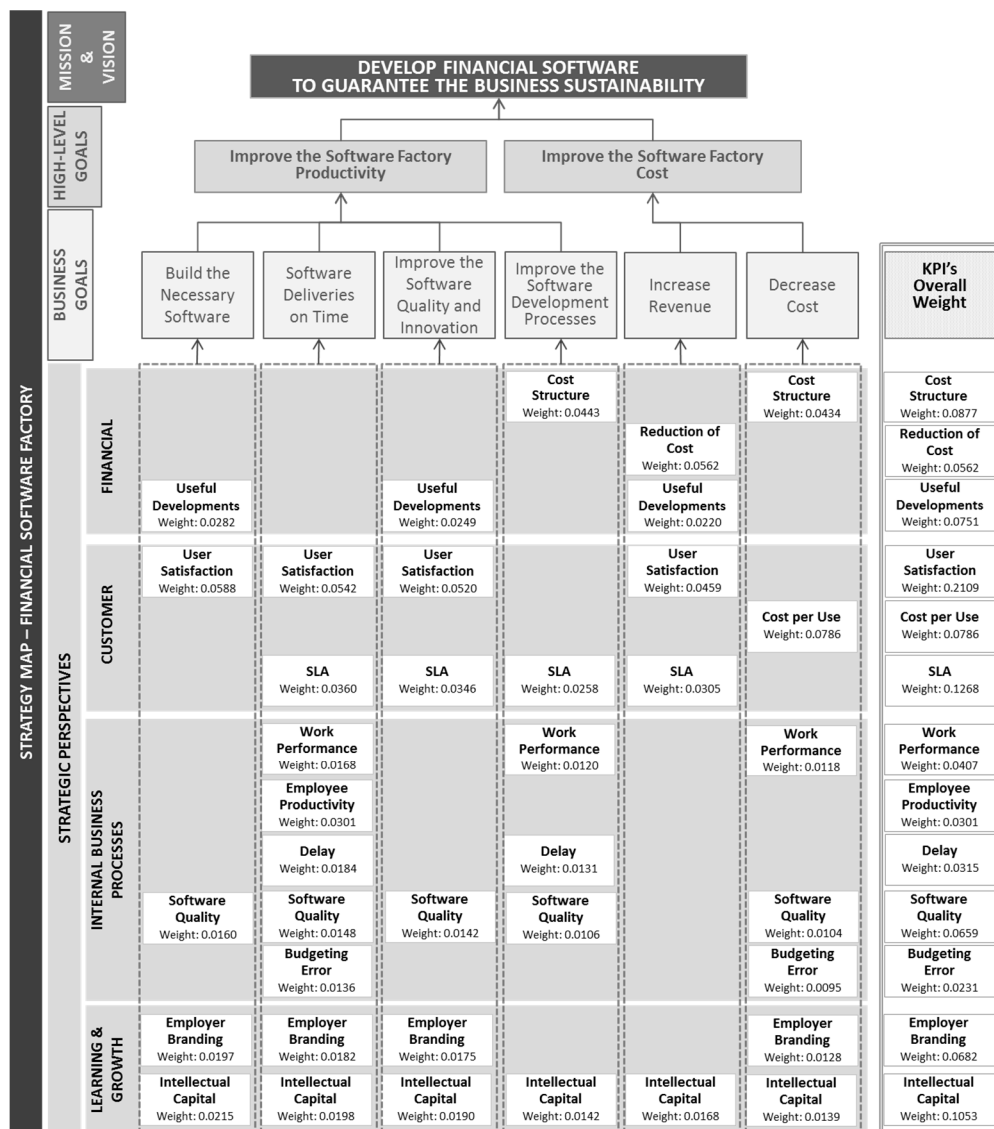 STRATEGY MAP – FINANCIAL SOFTWARE FACTORY
MISSION
&
VISION
DEVELOP FINANCIAL SOFTWARE
TO GUARANTEE THE BUSINESS SUSTAINABILITY
HIGH-LEVEL
GOALS
Improve the Software Factory
Productivity
Improve the Software Factory
Cost
BUSINESS
GOALS
Build the
Necessary
Software
Software
Deliveries
on Time
Improve the
Software
Quality and
Innovation
Improve the
Software
Development
Processes
Increase
Revenue
Decrease
Cost
KPI's
Overall
Weight
STRATEGIC PERSPECTIVES
FINANCIAL
Cost
Structure
Weight: 0.0443
Cost
Structure
Weight: 0.0434
Cost
Structure
Weight: 0.0877
Reduction of
Cost
Weight: 0.0562
Reduction of
Cost
Weight: 0.0562
Useful
Developments
Weight: 0.0282
Useful
Developments
Weight: 0.0249
Useful
Developments
Weight: 0.0220
Useful
Developments
Weight: 0.0751
CUSTOMER
User
Satisfaction
Weight: 0.0588
User
Satisfaction
Weight: 0.0542
User
Satisfaction
Weight: 0.0520
User
Satisfaction
Weight: 0.0459
User
Satisfaction
Weight: 0.2109
Cost per Use
Weight: 0.0786
Cost per Use
Weight: 0.0786
SLA
Weight: 0.0360
SLA
Weight: 0.0346
SLA
Weight: 0.0258
SLA
Weight: 0.0305
SLA
Weight: 0.1268
INTERNAL BUSINESS
PROCESSES
Work
Performance
Weight: 0.0168
Work
Performance
Weight: 0.0120
Work
Performance
Weight: 0.0118
Work
Performance
Weight: 0.0407
Employee
Productivity
Weight: 0.0301
Employee
Productivity
Weight: 0.0301
Delay
Weight: 0.0184
Delay
Weight: 0.0131
Delay
Weight: 0.0315
Software
Quality
Weight: 0.0160
Software
Quality
Weight: 0.0148
Software
Quality
Weight: 0.0142
Software
Quality
Weight: 0.0106
Software
Quality
Weight: 0.0104
Software
Quality
Weight: 0.0659
Budgeting
Error
Weight: 0.0136
Budgeting
Error
Weight: 0.0095
Budgeting
Error
Weight: 0.0231
LEARNING &
GROWTH
Employer
Branding
Weight: 0.0197
Employer
Branding
Weight: 0.0182
Employer
Branding
Weight: 0.0175
Employer
Branding
Weight: 0.0128
Employer
Branding
Weight: 0.0682
Intellectual
Capital
Weight: 0.0215
Intellectual
Capital
Weight: 0.0198
Intellectual
Capital
Weight: 0.0190
Intellectual
Capital
Weight: 0.0142
Intellectual
Capital
Weight: 0.0168
Intellectual
Capital
Weight: 0.0139
Intellectual
Capital
Weight: 0.1053